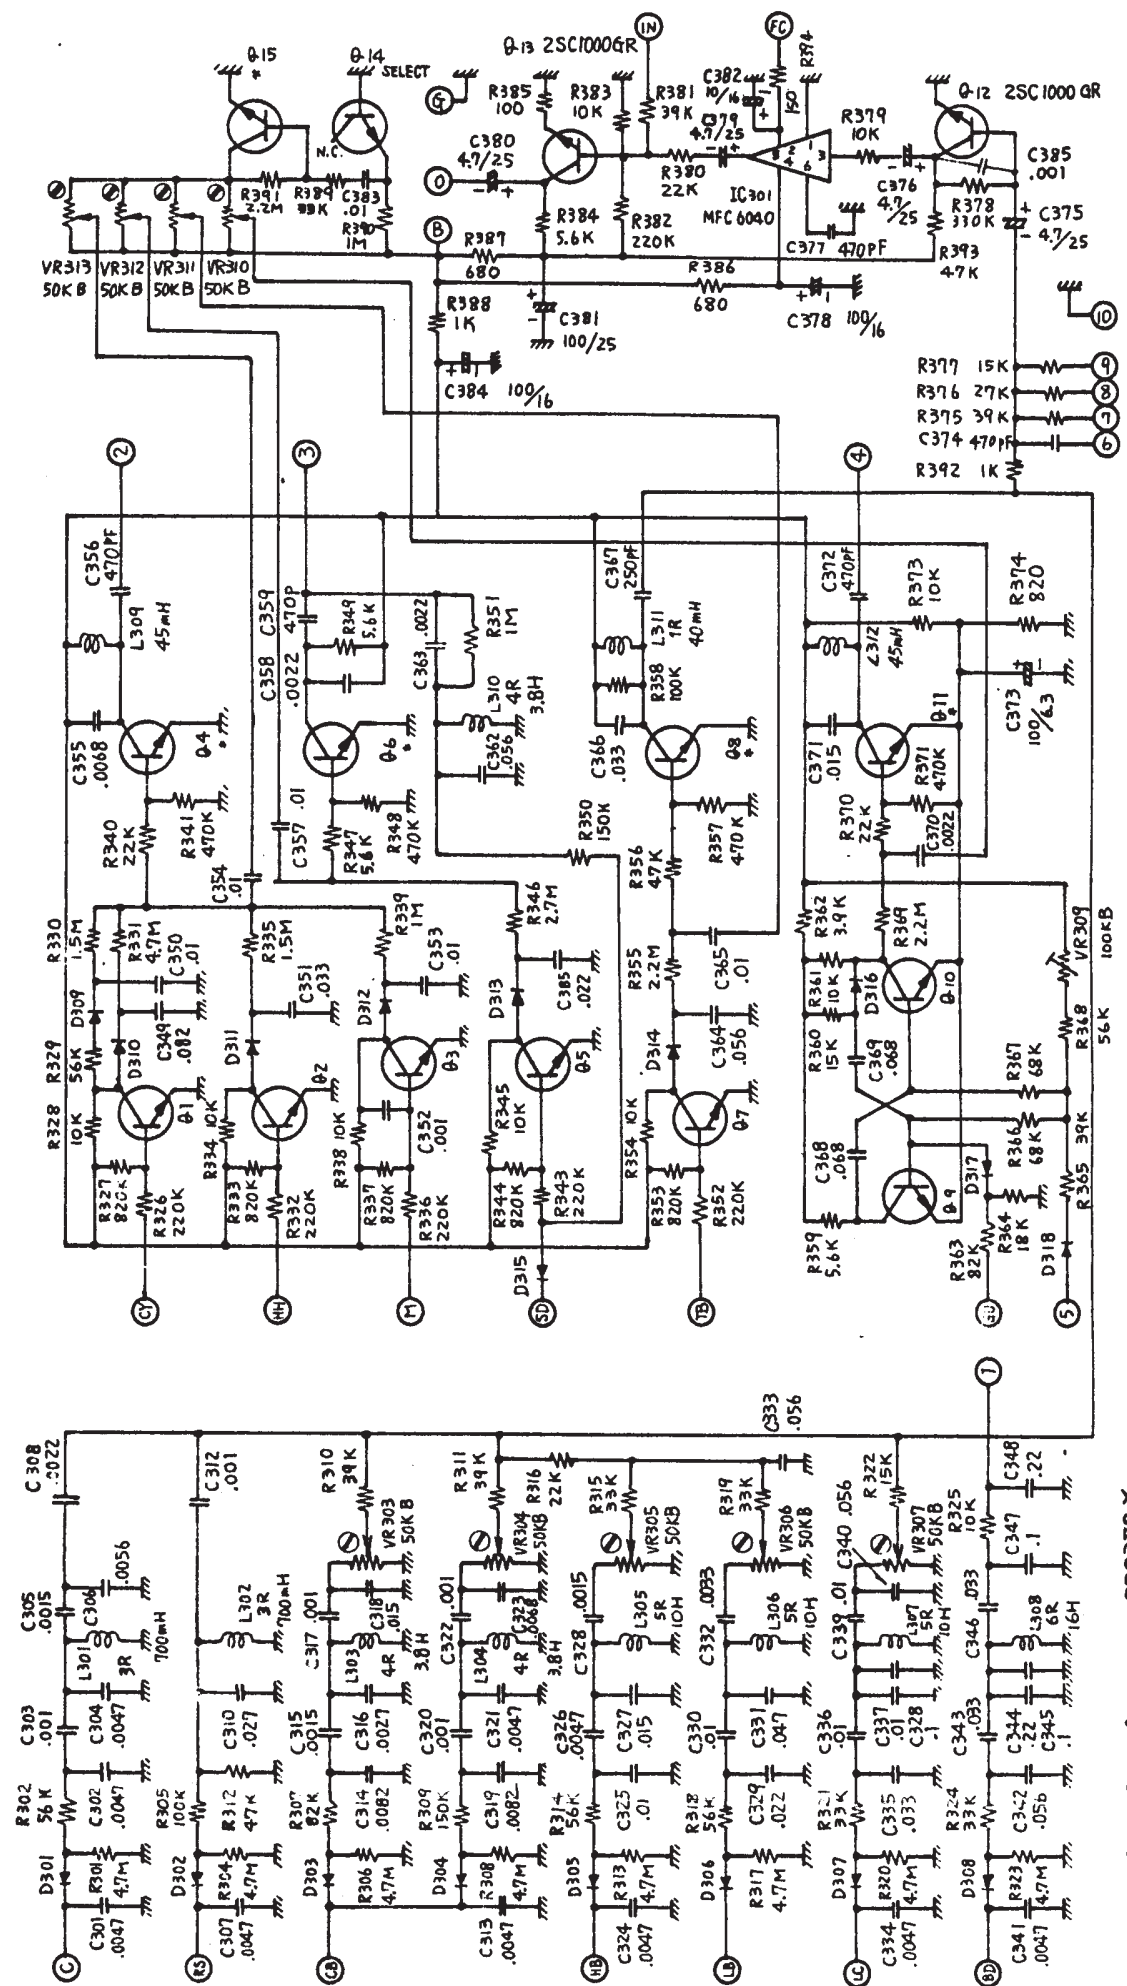 Q15
*
Q14
SELECT
N.C.
R391
2.2M
R389
33K
C383
.01
R390
1M
VR313
50KB
VR312
50KB
VR311
50KB
VR310
50KB
G
O
B
IN
FC
Q13 2SC1000GR
R385
100
R383
10K
R381
39K
C382
10/16
C379
4.7/25
R394
150
C380
4.7/25
R380
22K
IC301
MFC6040
R384
5.6K
R382
220K
R387
680
R386
680
R388
1K
C381
100/25
C384
100/16
C377 470PF
C378
100/16
R379
10K
C376
4.7/25
Q12 2SC1000GR
C385
.001
R378
330K
C375
4.7/25
R393
47K
10
R377 15K
9
R376 27K
8
R375 39K
7
C374 470PF
6
R392 1K
2
C356
470PF
L309
45mH
C355
.0068
Q4
*
R340
22K
R341
470K
C354
.01
3
C359
470P
C358
.0022
R349
5.6K
Q6
*
C357 .01
R347
5.6K
R348
470K
C363
.0022
R351
1M
L310
4R
3.8H
C362
.056
R350
150K
C367
250PF
L311
1R
40mH
R358
100K
C366
.033
Q8
*
R356
47K
R357
470K
4
C372
470PF
R373
10K
R374
820
L312
45mH
C373
100/6.3
C371
.015
Q11
*
R370
22K
R371
470K
C370
.0022
R330
1.5M
R331
4.7M
C350
.01
D309
C349
.082
R329
56K
D310
R328
10K
Q1
R327
820K
R326
220K
CY
R335
1.5M
C351
.033
D311
Q2
R334 10K
R333
820K
R332
220K
HH
R339
1M
C353
.01
D312
Q3
R338 10K
C352
.001
R337
820K
R336
220K
M
R346
2.7M
D313
C385
.022
Q5
R345
10K
R344
820K
R343
220K
D315
SD
R355
2.2M
C365
.01
D314
C364
.056
Q7
R354 10K
R353
820K
R352
220K
TB
R362
3.9K
R369
2.2M
R361
10K
D316
Q10
R360
15K
C369
.068
C368
.068
Q9
R359
5.6K
VR309
100KB
R368
56K
R367
68K
R366
68K
R365
39K
D317
R364
18K
R363
82K
D318
5
1
C308
.0022
C305
.0015
C306
.0056
L301
3R
700mH
C303
.001
C304
.0047
R302
56K
C302
.0047
D301
R301
4.7M
C301
.0047
C
C312
.001
L302
3R
700mH
C310
.027
R305
100K
R312
47K
D302
R304
4.7M
C307
.0047
RS
R310
39K
VR303
50KB
C317 .001
C318
.015
L303
4R
3.8H
C315
.0015
C316
.0027
R307
82K
C314
.0082
D303
R306
4.7M
CB
R311
39K
R316
22K
VR304
50KB
C322 .001
C323
.0068
L304
4R
3.8H
C320
.001
C321
.0047
R309
150K
C319
.0082
D304
R308
4.7M
C313
.0047
R315
33K
VR305
50KB
C328 .0015
L305
5R
10H
C326
.0047
C327
.015
R314
56K
C325
.01
D305
R313
4.7M
C324
.0047
HB
C333
.056
R319
33K
VR306
50KB
C332 .0033
L306
5R
10H
C330
.01
C331
.047
R318
56K
C329
.022
D306
R317
4.7M
LB
R322
15K
C340 .056
VR307
50KB
C339 .01
L307
5R
10H
C336
.01
C337
.01
C328
.1
R321
33K
C335
.033
D307
R320
4.7M
C334
.0047
LC
C348
.22
R325
10K
C347
.1
C346 .033
L308
6R
16H
C343
.033
C344
.22
C345
.1
R324
33K
C342
.056
D308
R323
4.7M
C341
.0047
BD